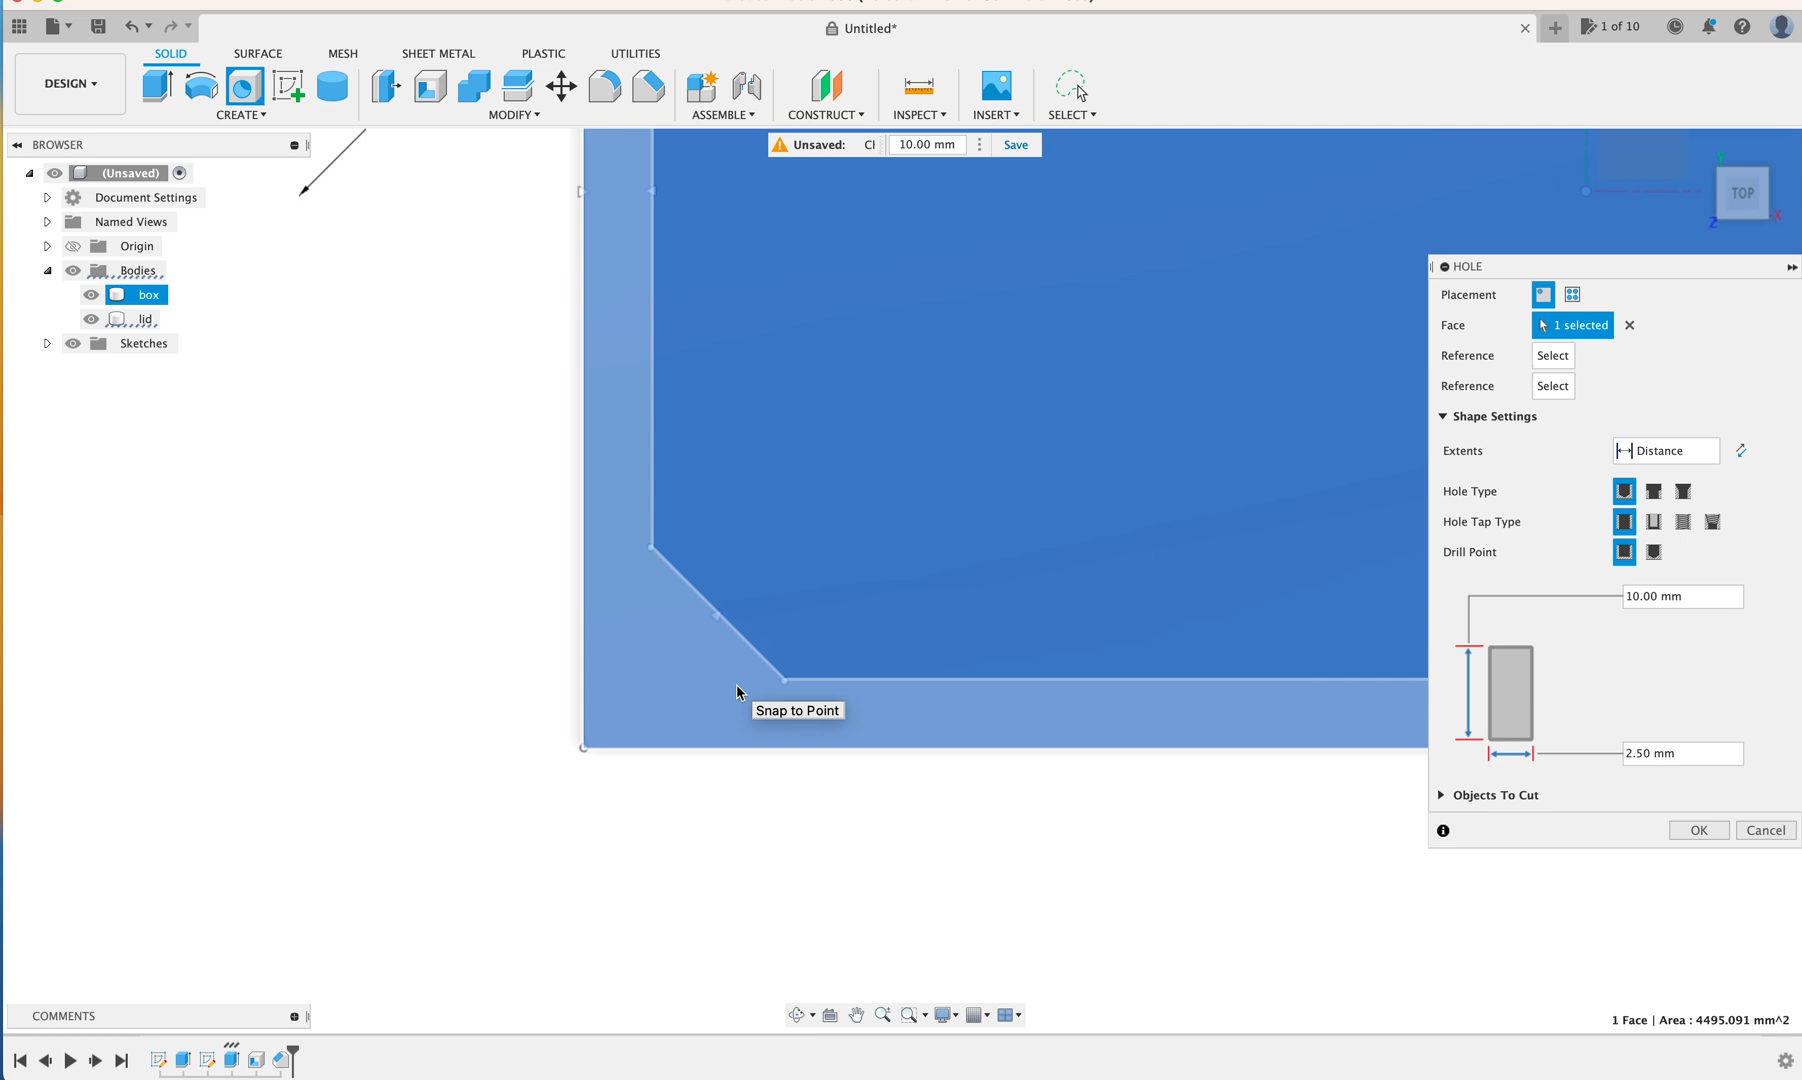 Untitled*
1 of 10
DESIGN
SOLID
SURFACE
MESH
SHEET METAL
PLASTIC
UTILITIES
CREATE
MODIFY
ASSEMBLE
CONSTRUCT
INSPECT
INSERT
SELECT
BROWSER
Unsaved:
10.00 mm
Save
(Unsaved)
Document Settings
Named Views
Origin
Bodies
box
lid
Sketches
TOP
X
Z
HOLE
Placement
Face
1 selected
Reference
Select
Reference
Select
Shape Settings
Extents
Distance
Hole Type
Hole Tap Type
Drill Point
10.00 mm
2.50 mm
Objects To Cut
OK
Cancel
Snap to Point
COMMENTS
1 Face | Area : 4495.091 mm^2